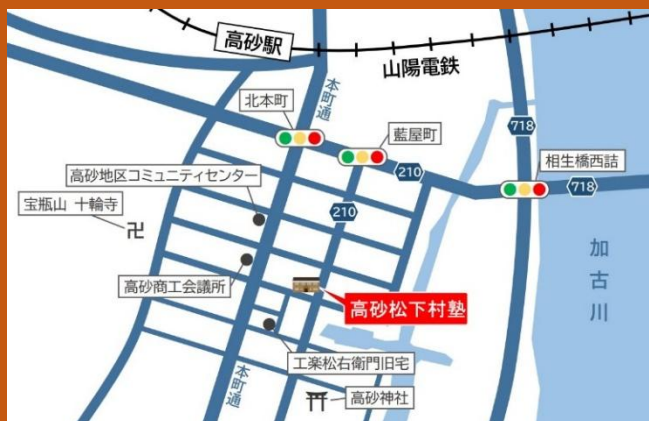 高砂駅
山陽電鉄
本町通
北本町
藍屋町
718
相生橋西詰
210
718
高砂地区コミュニティセンター
宝瓶山 十輪寺
卍
210
加古川
高砂商工会議所
高砂松下村塾
工楽松右衛門旧宅
本町通
高砂神社